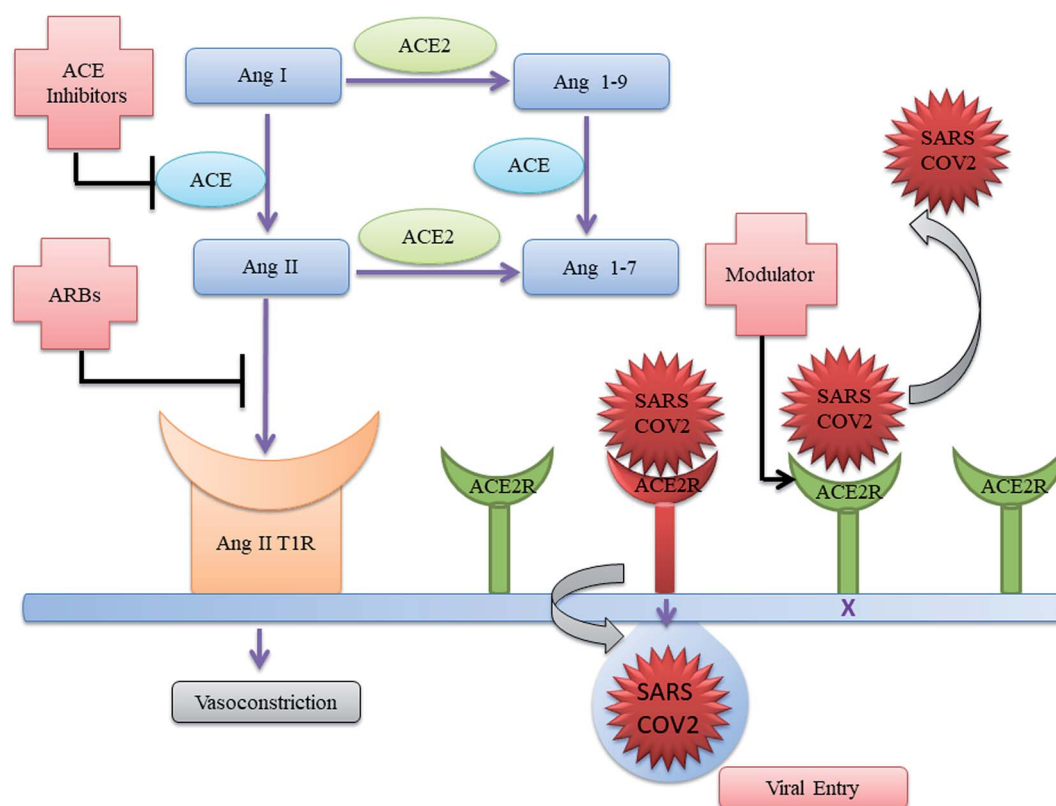 ACE
Inhibitors
Ang I
ACE2
Ang 1-9
ACE
ACE
SARS
COV2
ARBs
Ang II
ACE2
Ang 1-7
Modulator
SARS
COV2
SARS
COV2
ACE2R
ACE2R
ACE2R
ACE2R
Ang II T1R
X
Vasoconstriction
SARS
COV2
Viral Entry